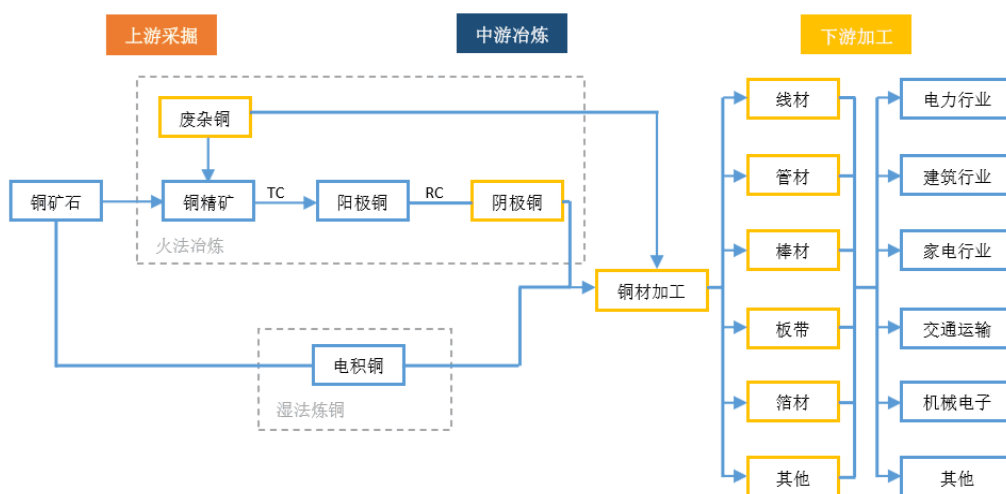 上游采掘
中游冶炼
下游加工
废杂铜
铜矿石
铜精矿
TC
阳极铜
RC
阴极铜
火法冶炼
电积铜
湿法炼铜
铜材加工
线材
管材
棒材
板带
箔材
其他
电力行业
建筑行业
家电行业
交通运输
机械电子
其他